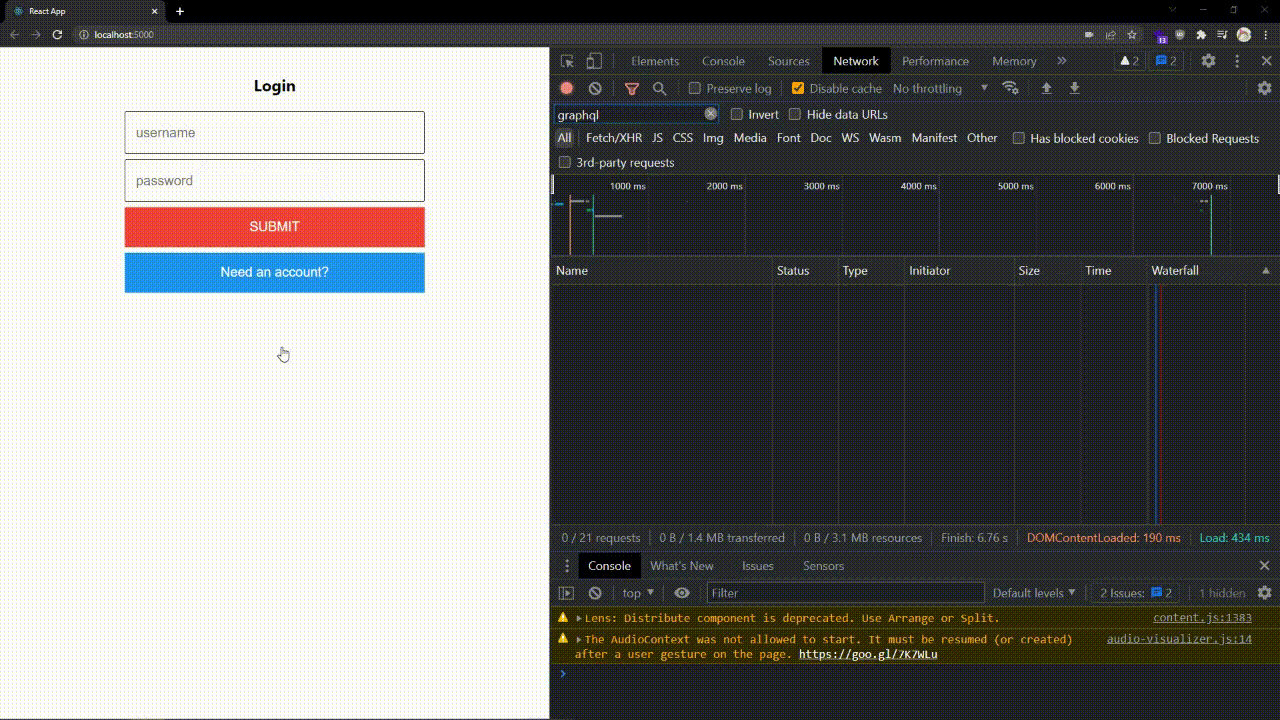 React App
localhost:5000
13
Login
username
password
SUBMIT
Need an account?
Elements Console Sources Network Performance Memory 2 2
Preserve log Disable cache No throttling
graphql Invert Hide data URLs
All Fetch/XHR JS CSS Img Media Font Doc WS Wasm Manifest Other Has blocked cookies Blocked Requests
3rd-party requests
1000 ms 2000 ms 3000 ms 4000 ms 5000 ms 6000 ms 7000 ms
Name Status Type Initiator Size Time Waterfall
0 / 21 requests 0 B / 1.4 MB transferred 0 B / 3.1 MB resources Finish: 6.76 s DOMContentLoaded: 190 ms Load: 434 ms
Console What's New Issues Sensors
top Filter Default levels 2 Issues: 2 1 hidden
Lens: Distribute component is deprecated. Use Arrange or Split. content.js:1383
The AudioContext was not allowed to start. It must be resumed (or created) audio-visualizer.js:14
after a user gesture on the page. https://goo.gl/7K7WLu